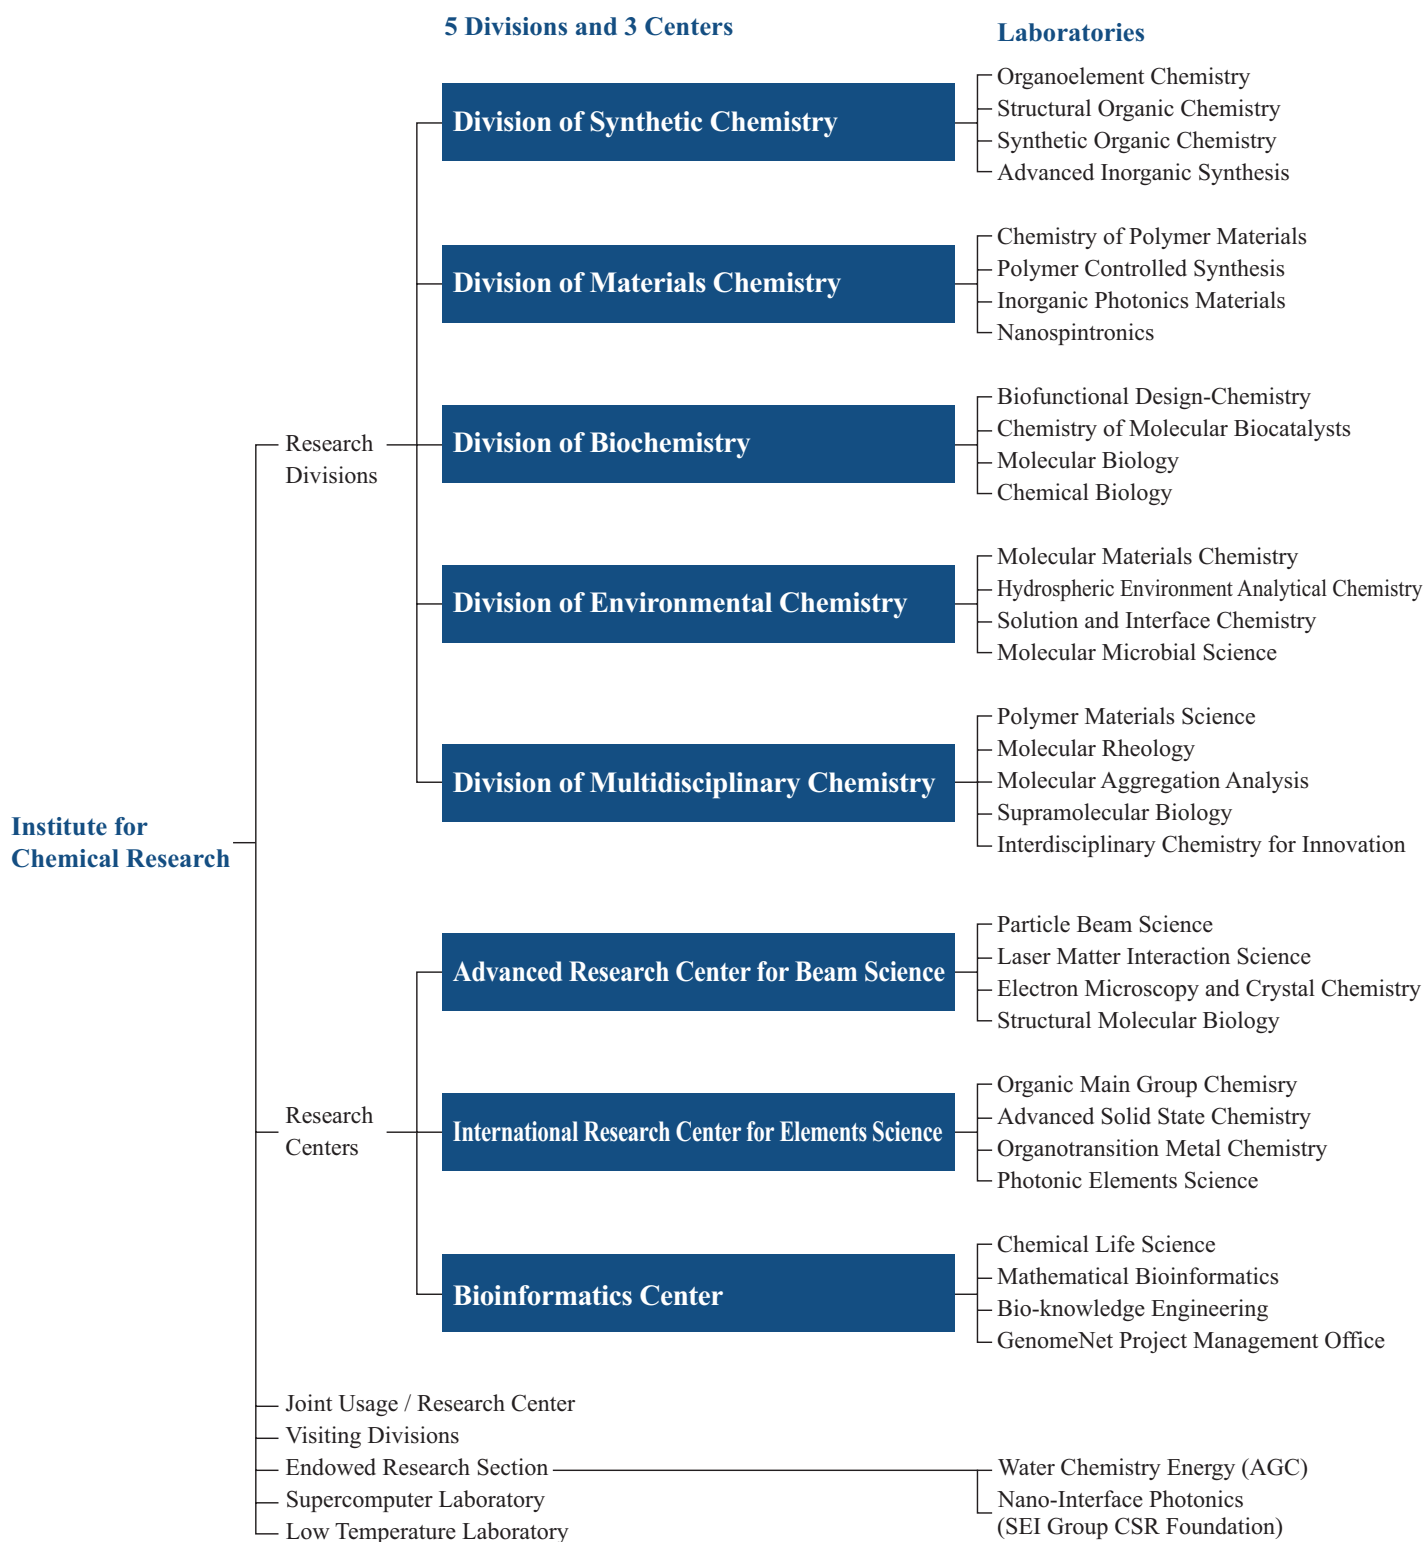 5 Divisions and 3 Centers
Laboratories
Institute for
Chemical Research
Research
Divisions
Division of Synthetic Chemistry
Organoelement Chemistry
Structural Organic Chemistry
Synthetic Organic Chemistry
Advanced Inorganic Synthesis
Division of Materials Chemistry
Chemistry of Polymer Materials
Polymer Controlled Synthesis
Inorganic Photonics Materials
Nanospintronics
Division of Biochemistry
Biofunctional Design-Chemistry
Chemistry of Molecular Biocatalysts
Molecular Biology
Chemical Biology
Division of Environmental Chemistry
Molecular Materials Chemistry
Hydrospheric Environment Analytical Chemistry
Solution and Interface Chemistry
Molecular Microbial Science
Division of Multidisciplinary Chemistry
Polymer Materials Science
Molecular Rheology
Molecular Aggregation Analysis
Supramolecular Biology
Interdisciplinary Chemistry for Innovation
Research
Centers
Advanced Research Center for Beam Science
Particle Beam Science
Laser Matter Interaction Science
Electron Microscopy and Crystal Chemistry
Structural Molecular Biology
International Research Center for Elements Science
Organic Main Group Chemisry
Advanced Solid State Chemistry
Organotransition Metal Chemistry
Photonic Elements Science
Bioinformatics Center
Chemical Life Science
Mathematical Bioinformatics
Bio-knowledge Engineering
GenomeNet Project Management Office
Joint Usage / Research Center
Visiting Divisions
Endowed Research Section
Water Chemistry Energy (AGC)
Nano-Interface Photonics
(SEI Group CSR Foundation)
Supercomputer Laboratory
Low Temperature Laboratory